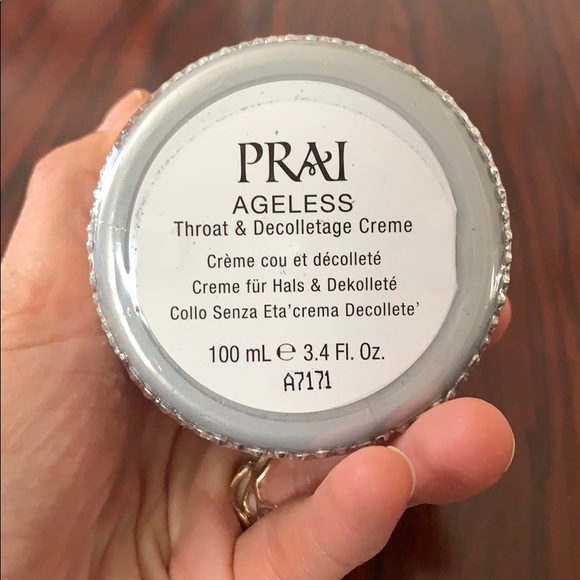 PRAI
AGELESS
Throat & Decolletage Creme
Crème cou et décolleté
Creme für Hals & Dekolleté
Collo Senza Eta'crema Decollete'
100 mL ℮ 3.4 Fl. Oz.
A7171